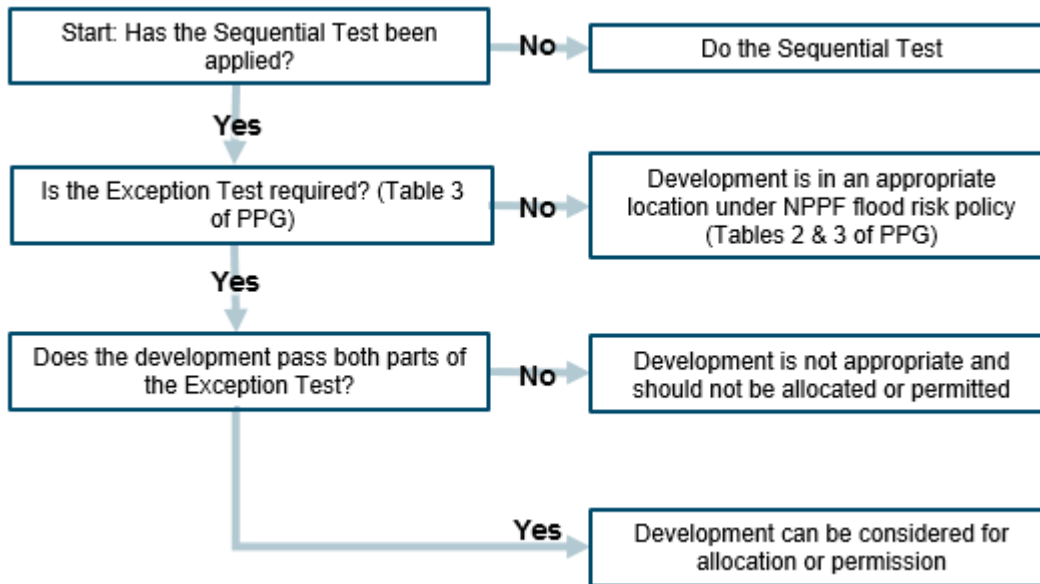 Start: Has the Sequential Test been
applied?
No
Do the Sequential Test
Yes
Is the Exception Test required? (Table 3
of PPG)
No
Development is in an appropriate
location under NPPF flood risk policy
(Tables 2 & 3 of PPG)
Yes
Does the development pass both parts of
the Exception Test?
No
Development is not appropriate and
should not be allocated or permitted
Yes
Development can be considered for
allocation or permission